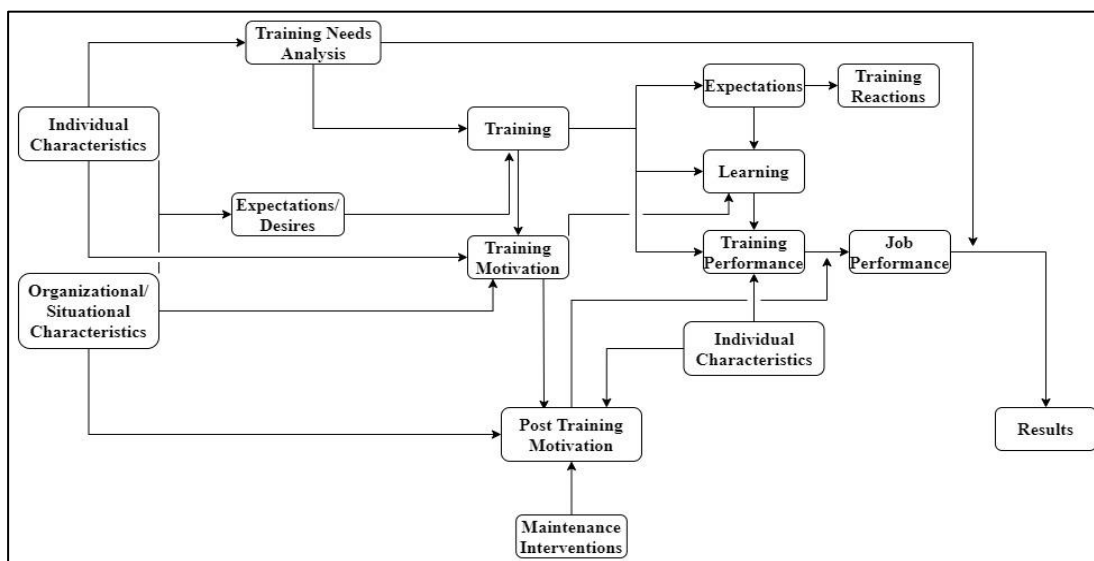 Training Needs
Analysis
Expectations
Training
Reactions
Individual
Characteristics
Training
Learning
Expectations/
Desires
Training
Motivation
Training
Performance
Job
Performance
Organizational/
Situational
Characteristics
Individual
Characteristics
Post Training
Motivation
Results
Maintenance
Interventions